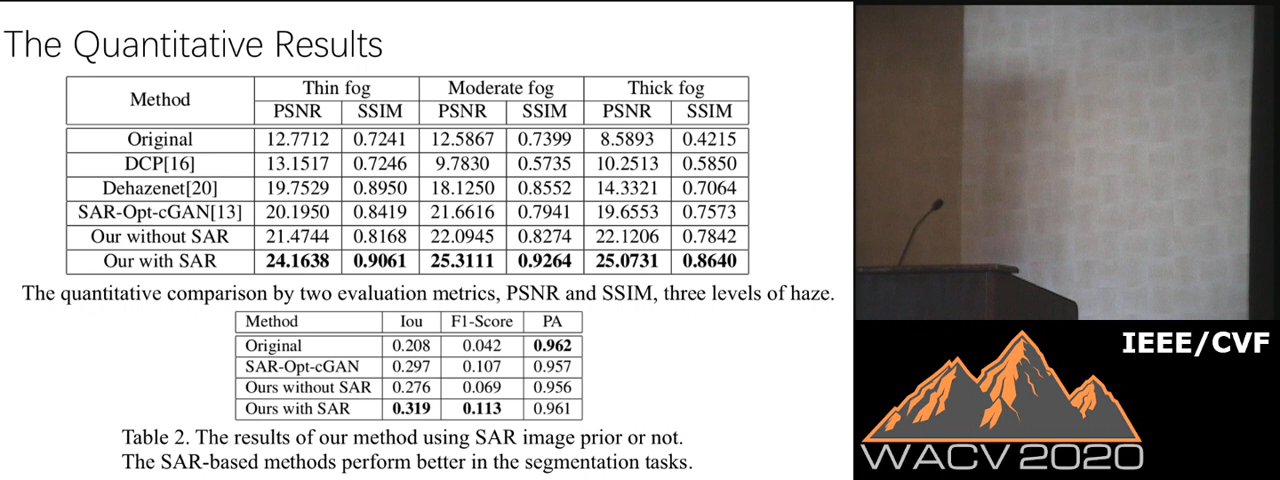 The Quantitative Results
Method Thin fog Moderate fog Thick fog
PSNR SSIM PSNR SSIM PSNR SSIM
Original 12.7712 0.7241 12.5867 0.7399 8.5893 0.4215
DCP[16] 13.1517 0.7246 9.7830 0.5735 10.2513 0.5850
Dehazenet[20] 19.7529 0.8950 18.1250 0.8552 14.3321 0.7064
SAR-Opt-cGAN[13] 20.1950 0.8419 21.6616 0.7941 19.6553 0.7573
Our without SAR 21.4744 0.8168 22.0945 0.8274 22.1206 0.7842
Our with SAR 24.1638 0.9061 25.3111 0.9264 25.0731 0.8640
The quantitative comparison by two evaluation metrics, PSNR and SSIM, three levels of haze.
Method Iou F1-Score PA
Original 0.208 0.042 0.962
SAR-Opt-cGAN 0.297 0.107 0.957
Ours without SAR 0.276 0.069 0.956
Ours with SAR 0.319 0.113 0.961
Table 2. The results of our method using SAR image prior or not.
The SAR-based methods perform better in the segmentation tasks.
IEEE/CVF
WACV 2020